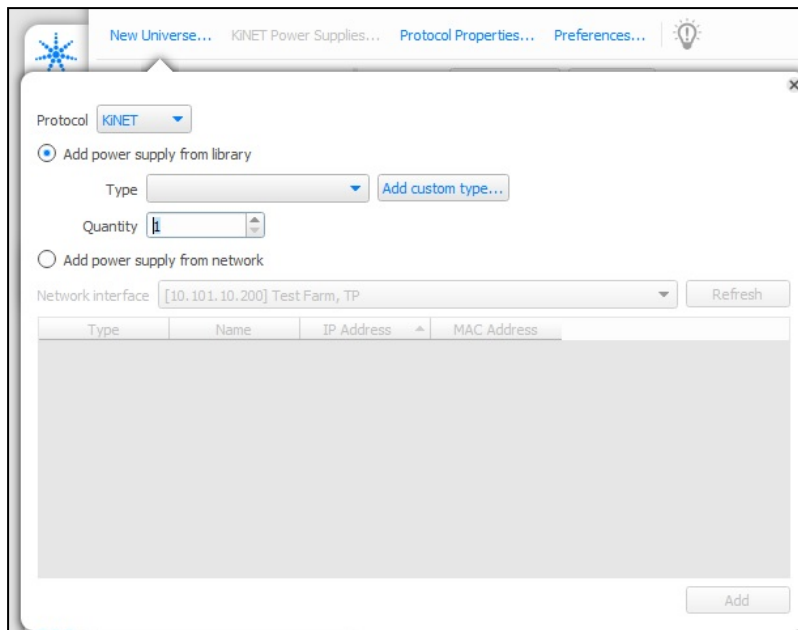 New Universe... KiNET Power Supplies... Protocol Properties... Preferences...
Protocol KiNET
Add power supply from library
Type Add custom type...
Quantity 1
Add power supply from network
Network interface [10.101.10.200] Test Farm, TP Refresh
Type Name IP Address MAC Address
Add